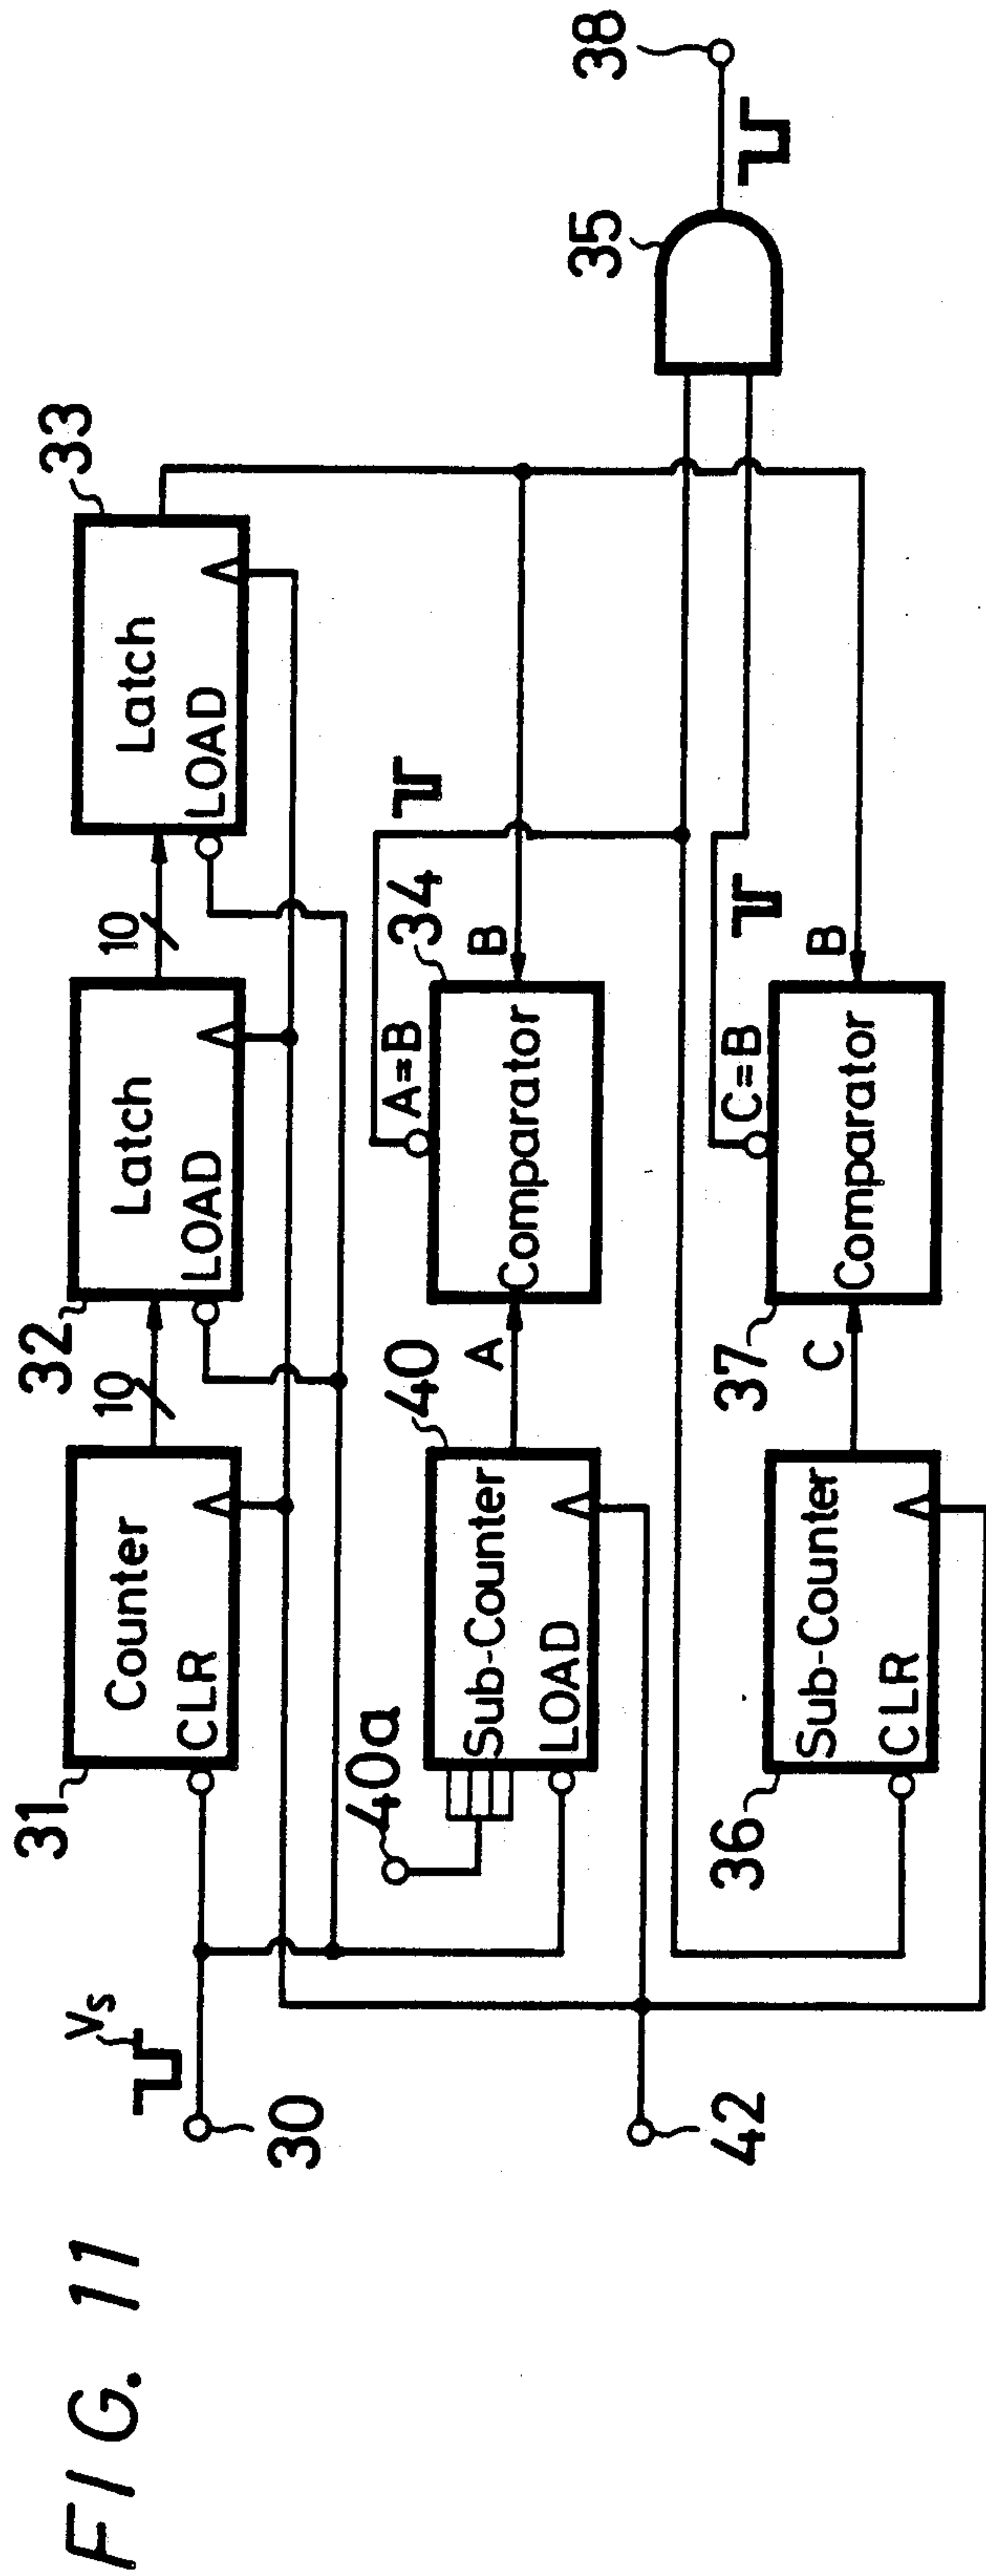 FIG. 11
Vs
30
31
Counter
CLR
10
32
Latch
LOAD
10
33
Latch
LOAD
40a
40
Sub-Counter
LOAD
A
34
A=B
Comparator
B
35
38
42
36
Sub-Counter
CLR
C
37
C=B
Comparator
B